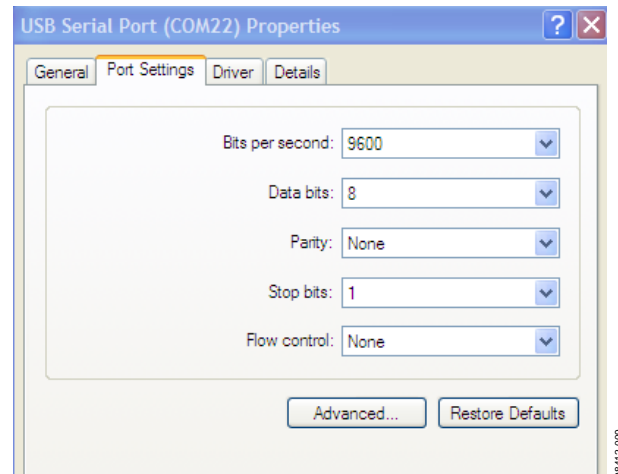 USB Serial Port (COM22) Properties
General Port Settings Driver Details
Bits per second: 9600
Data bits: 8
Parity: None
Stop bits: 1
Flow control: None
Advanced... Restore Defaults